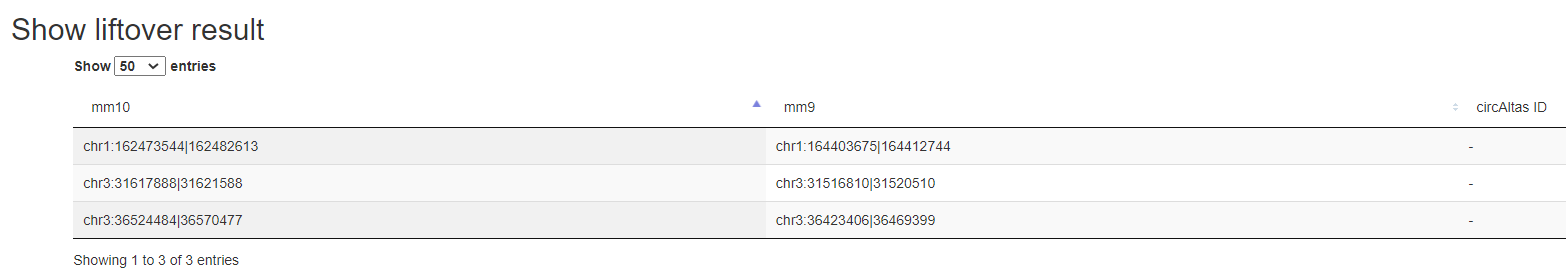 Show liftover result
Show 50 entries
mm10 mm9 circAltas ID
chr1:162473544|162482613 chr1:164403675|164412744 -
chr3:31617888|31621588 chr3:31516810|31520510 -
chr3:36524484|36570477 chr3:36423406|36469399 -
Showing 1 to 3 of 3 entries